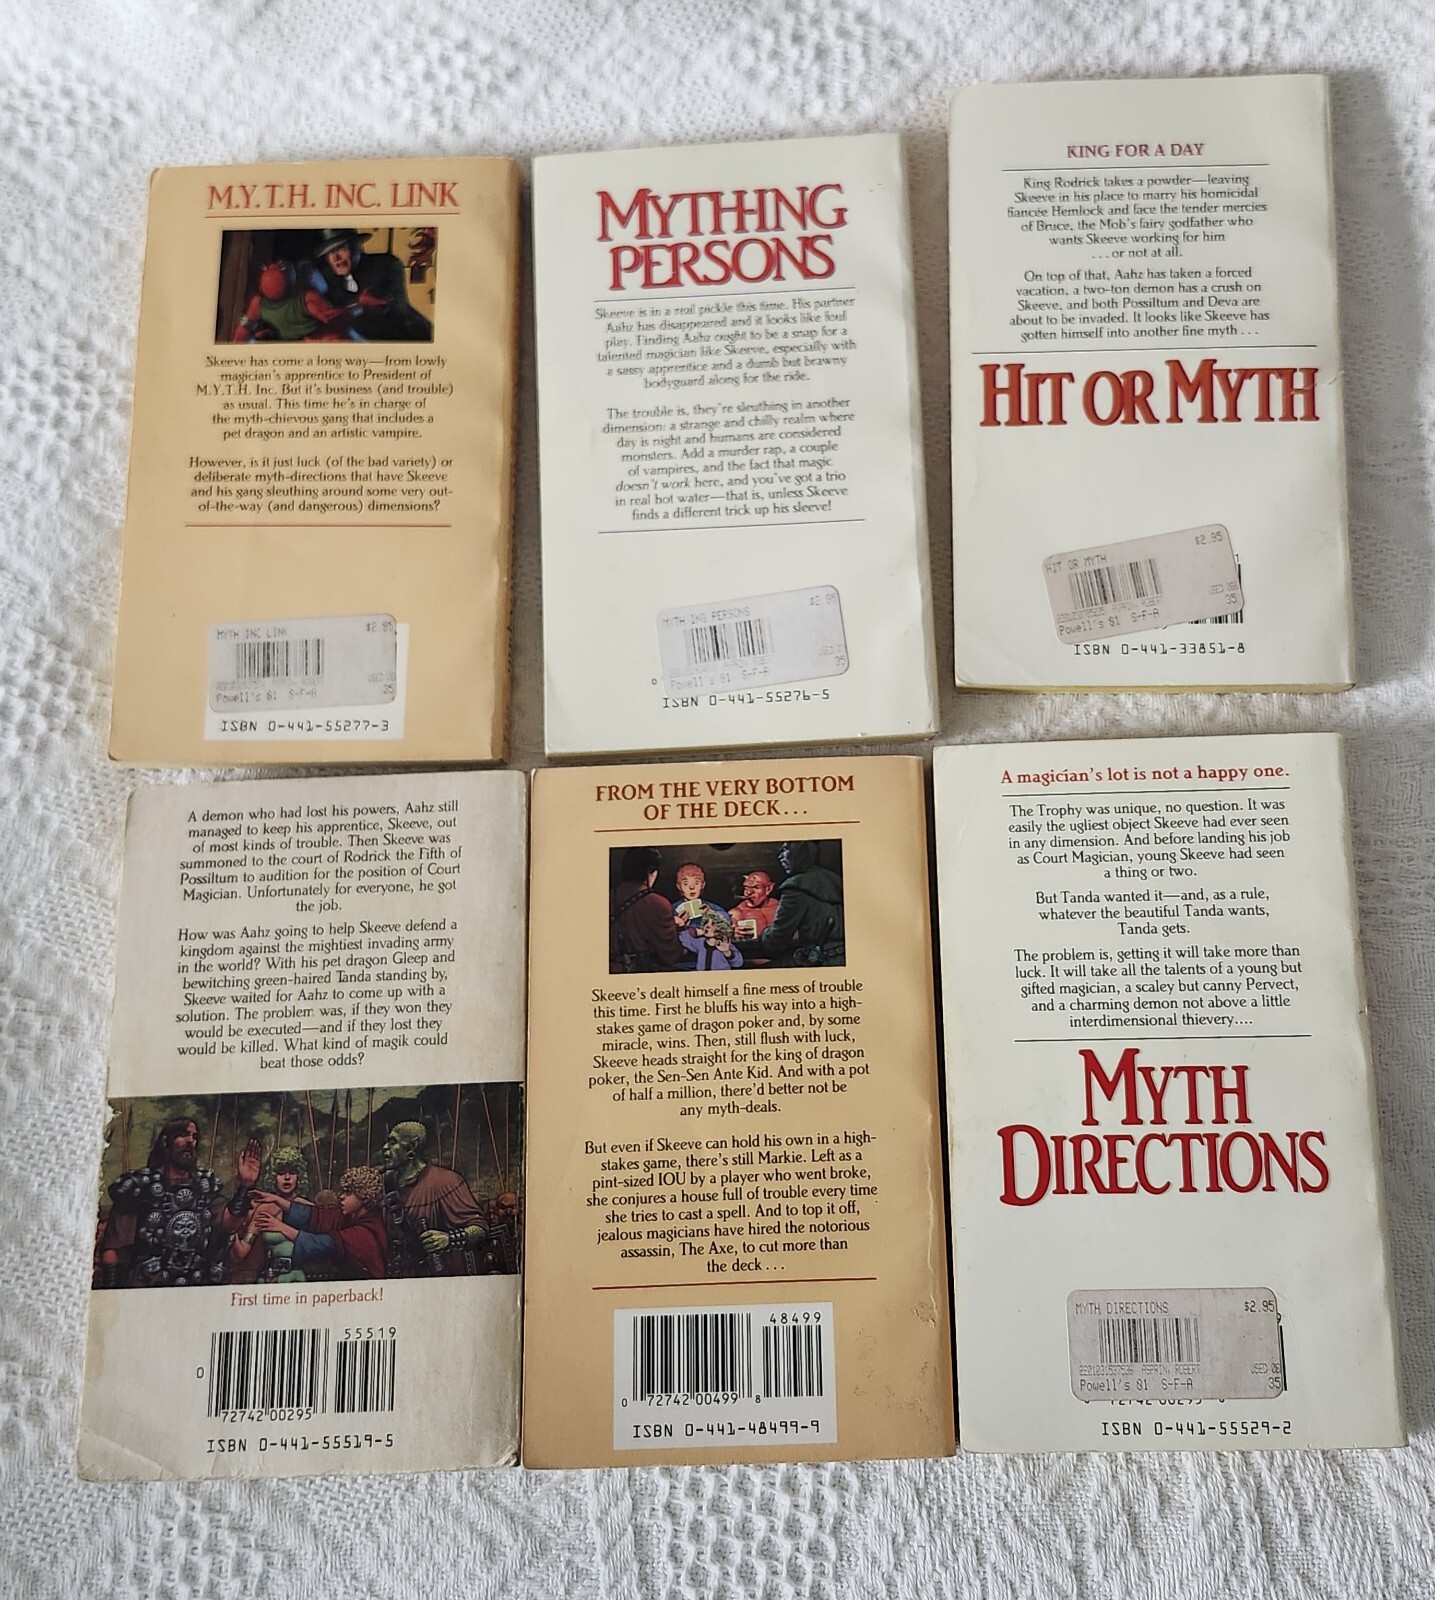 M.Y.T.H. INC. LINK
Skeeve has come a long way—from lowly
magician's apprentice to President of
M.Y.T.H. Inc. But it's business (and trouble)
as usual. This time he's in charge of
the myth-chievous gang that includes a
pet dragon and an artistic vampire.
However, is it just luck (of the bad variety) or
deliberate myth-directions that have Skeeve
and his gang sleuthing around some very out-
of-the-way (and dangerous) dimensions?
MYTH INC LINK
$2.95
Powell's 81 S-F-A
35
ISBN 0-441-55277-3
MYTH-ING
PERSONS
Skeeve is in a real pickle this time. His partner
Aahz has disappeared and it looks like foul
play. Finding Aahz ought to be a snap for a
talented magician like Skeeve, especially with
a sassy apprentice and a dumb but brawny
bodyguard along for the ride.
The trouble is, they're sleuthing in another
dimension: a strange and chilly realm where
day is night and humans are considered
monsters. Add a murder rap, a couple
of vampires, and the fact that magic
doesn't work here, and you've got a trio
in real hot water—that is, unless Skeeve
finds a different trick up his sleeve!
MYTH ING PERSONS
$2.95
Powell's 81 S-F-A
35
0
ISBN 0-441-55276-5
KING FOR A DAY
King Rodrick takes a powder—leaving
Skeeve in his place to marry his homicidal
fiancée Hemlock and face the tender mercies
of Bruce, the Mob's fairy godfather who
wants Skeeve working for him
. . . or not at all.
On top of that, Aahz has taken a forced
vacation, a two-ton demon has a crush on
Skeeve, and both Possiltum and Deva are
about to be invaded. It looks like Skeeve has
gotten himself into another fine myth . . .
HIT OR MYTH
HIT OR MYTH
$2.95
ASPRIN, ROBERT
Powell's 81 S-F-A
35
ISBN 0-441-33851-8
A demon who had lost his powers, Aahz still
managed to keep his apprentice, Skeeve, out
of most kinds of trouble. Then Skeeve was
summoned to the court of Rodrick the Fifth of
Possiltum to audition for the position of Court
Magician. Unfortunately for everyone, he got
the job.
How was Aahz going to help Skeeve defend a
kingdom against the mightiest invading army
in the world? With his pet dragon Gleep and
bewitching green-haired Tanda standing by,
Skeeve waited for Aahz to come up with a
solution. The problem was, if they won they
would be executed—and if they lost they
would be killed. What kind of magik could
beat those odds?
First time in paperback!
55519
0
72742 00295
ISBN 0-441-55519-5
FROM THE VERY BOTTOM
OF THE DECK . . .
Skeeve's dealt himself a fine mess of trouble
this time. First he bluffs his way into a high-
stakes game of dragon poker and, by some
miracle, wins. Then, still flush with luck,
Skeeve heads straight for the king of dragon
poker, the Sen-Sen Ante Kid. And with a pot
of half a million, there'd better not be
any myth-deals.
But even if Skeeve can hold his own in a high-
stakes game, there's still Markie. Left as a
pint-sized IOU by a player who went broke,
she conjures a house full of trouble every time
she tries to cast a spell. And to top it off,
jealous magicians have hired the notorious
assassin, The Axe, to cut more than
the deck . . .
48499
0 72742 00499 8
ISBN 0-441-48499-9
A magician's lot is not a happy one.
The Trophy was unique, no question. It was
easily the ugliest object Skeeve had ever seen
in any dimension. And before landing his job
as Court Magician, young Skeeve had seen
a thing or two.
But Tanda wanted it—and, as a rule,
whatever the beautiful Tanda wants,
Tanda gets.
The problem is, getting it will take more than
luck. It will take all the talents of a young but
gifted magician, a scaley but canny Pervect,
and a charming demon not above a little
interdimensional thievery....
MYTH
DIRECTIONS
MYTH DIRECTIONS
$2.95
ASPRIN, ROBERT
Powell's 81 S-F-A
35
ISBN 0-441-55529-2